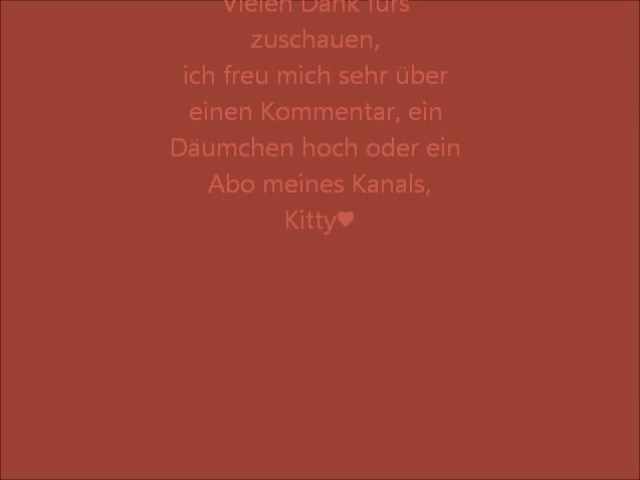 Vielen Dank fürs
zuschauen,
ich freu mich sehr über
einen Kommentar, ein
Däumchen hoch oder ein
Abo meines Kanals,
Kitty♥